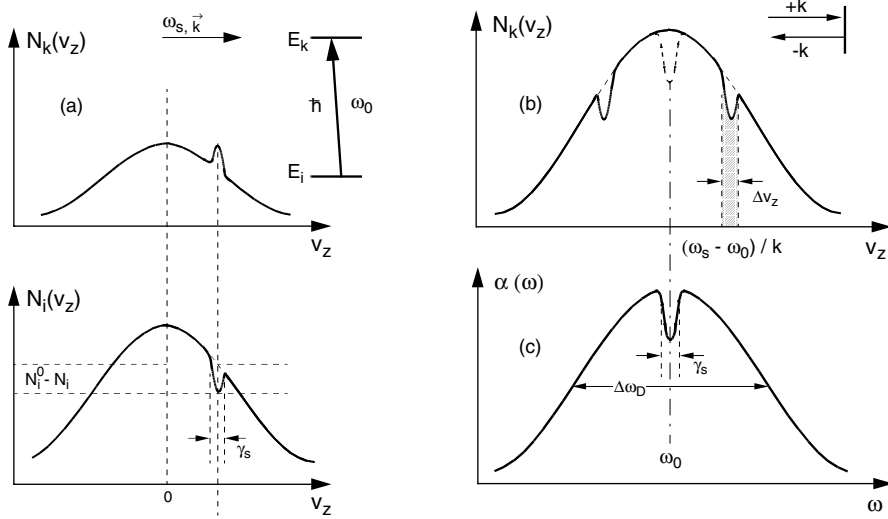 N_k(v_z)
ω_s, k⃗
E_k
(a)
ħ
ω_0
E_i
v_z
N_i(v_z)
N_i^0 - N_i
γ_s
0
v_z
N_k(v_z)
+k
-k
(b)
Δv_z
(ω_s - ω_0) / k
v_z
α (ω)
(c)
γ_s
Δω_D
ω_0
ω